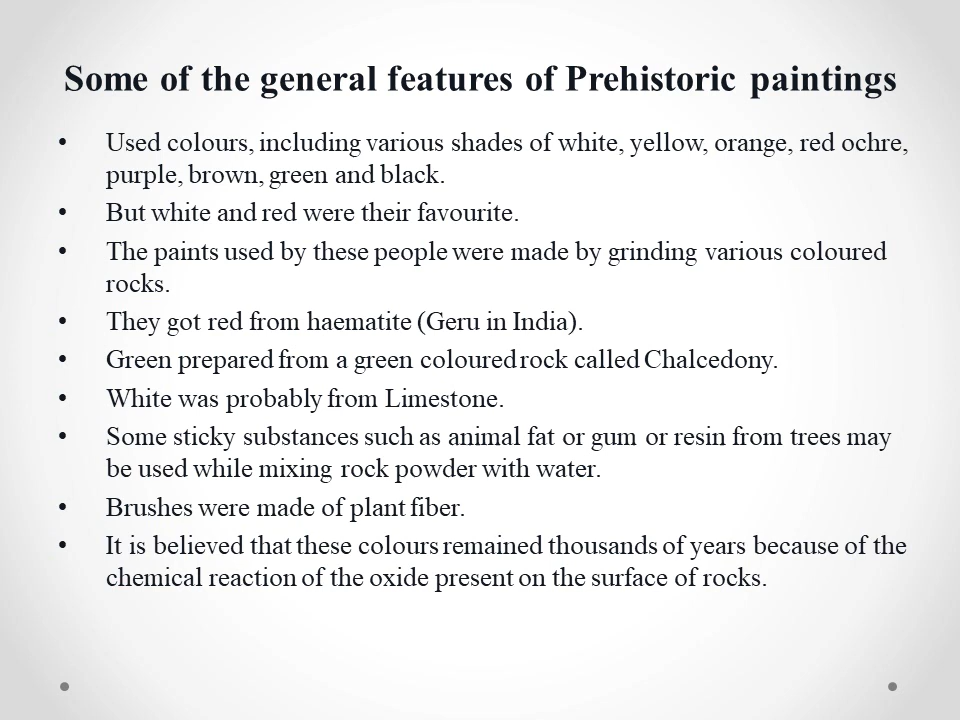 Some of the general features of Prehistoric paintings
• Used colours, including various shades of white, yellow, orange, red ochre,
purple, brown, green and black.
• But white and red were their favourite.
• The paints used by these people were made by grinding various coloured
rocks.
• They got red from haematite (Geru in India).
• Green prepared from a green coloured rock called Chalcedony.
• White was probably from Limestone.
• Some sticky substances such as animal fat or gum or resin from trees may
be used while mixing rock powder with water.
• Brushes were made of plant fiber.
• It is believed that these colours remained thousands of years because of the
chemical reaction of the oxide present on the surface of rocks.